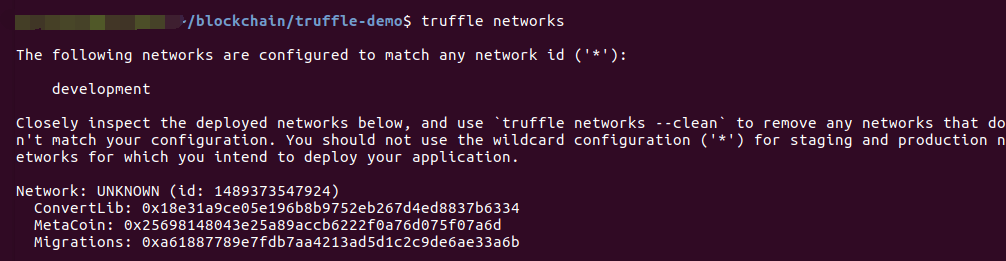 ~/blockchain/truffle-demo$ truffle networks
The following networks are configured to match any network id ('*'):
development
Closely inspect the deployed networks below, and use `truffle networks --clean` to remove any networks that do
n't match your configuration. You should not use the wildcard configuration ('*') for staging and production n
etworks for which you intend to deploy your application.
Network: UNKNOWN (id: 1489373547924)
ConvertLib: 0x18e31a9ce05e196b8b9752eb267d4ed8837b6334
MetaCoin: 0x25698148043e25a89accb6222f0a76d075f07a6d
Migrations: 0xa61887789e7fdb7aa4213ad5d1c2c9de6ae33a6b